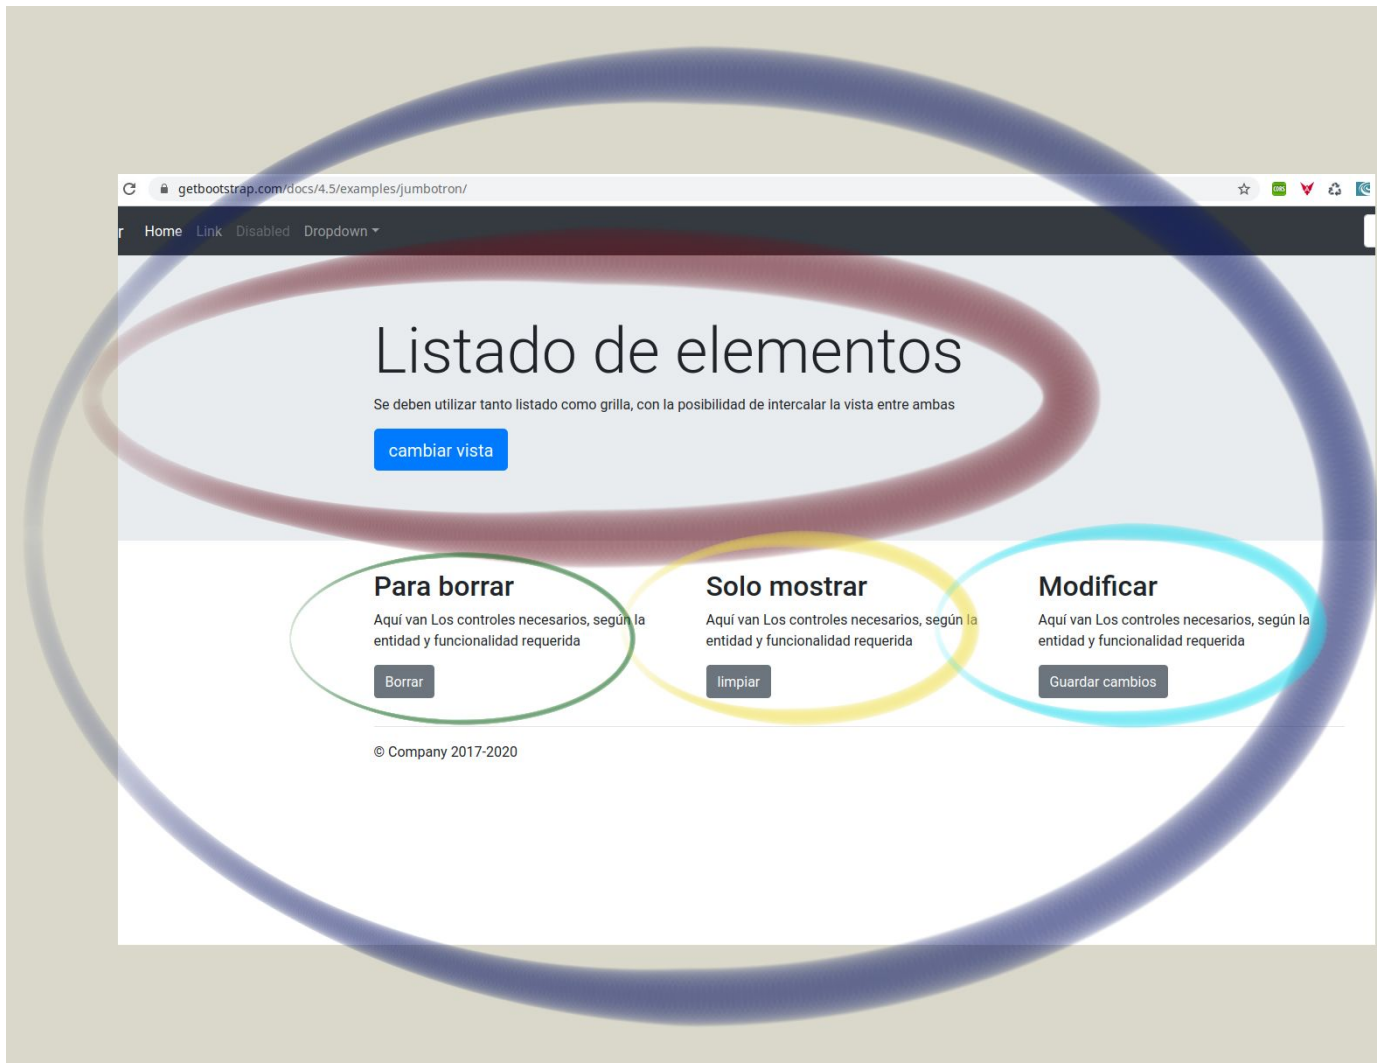 getbootstrap.com/docs/4.5/examples/jumbotron/
CORS
r Home Link Disabled Dropdown
Listado de elementos
Se deben utilizar tanto listado como grilla, con la posibilidad de intercalar la vista entre ambas
cambiar vista
Para borrar
Aquí van Los controles necesarios, según la
entidad y funcionalidad requerida
Borrar
Solo mostrar
Aquí van Los controles necesarios, según la
entidad y funcionalidad requerida
limpiar
Modificar
Aquí van Los controles necesarios, según la
entidad y funcionalidad requerida
Guardar cambios
© Company 2017-2020